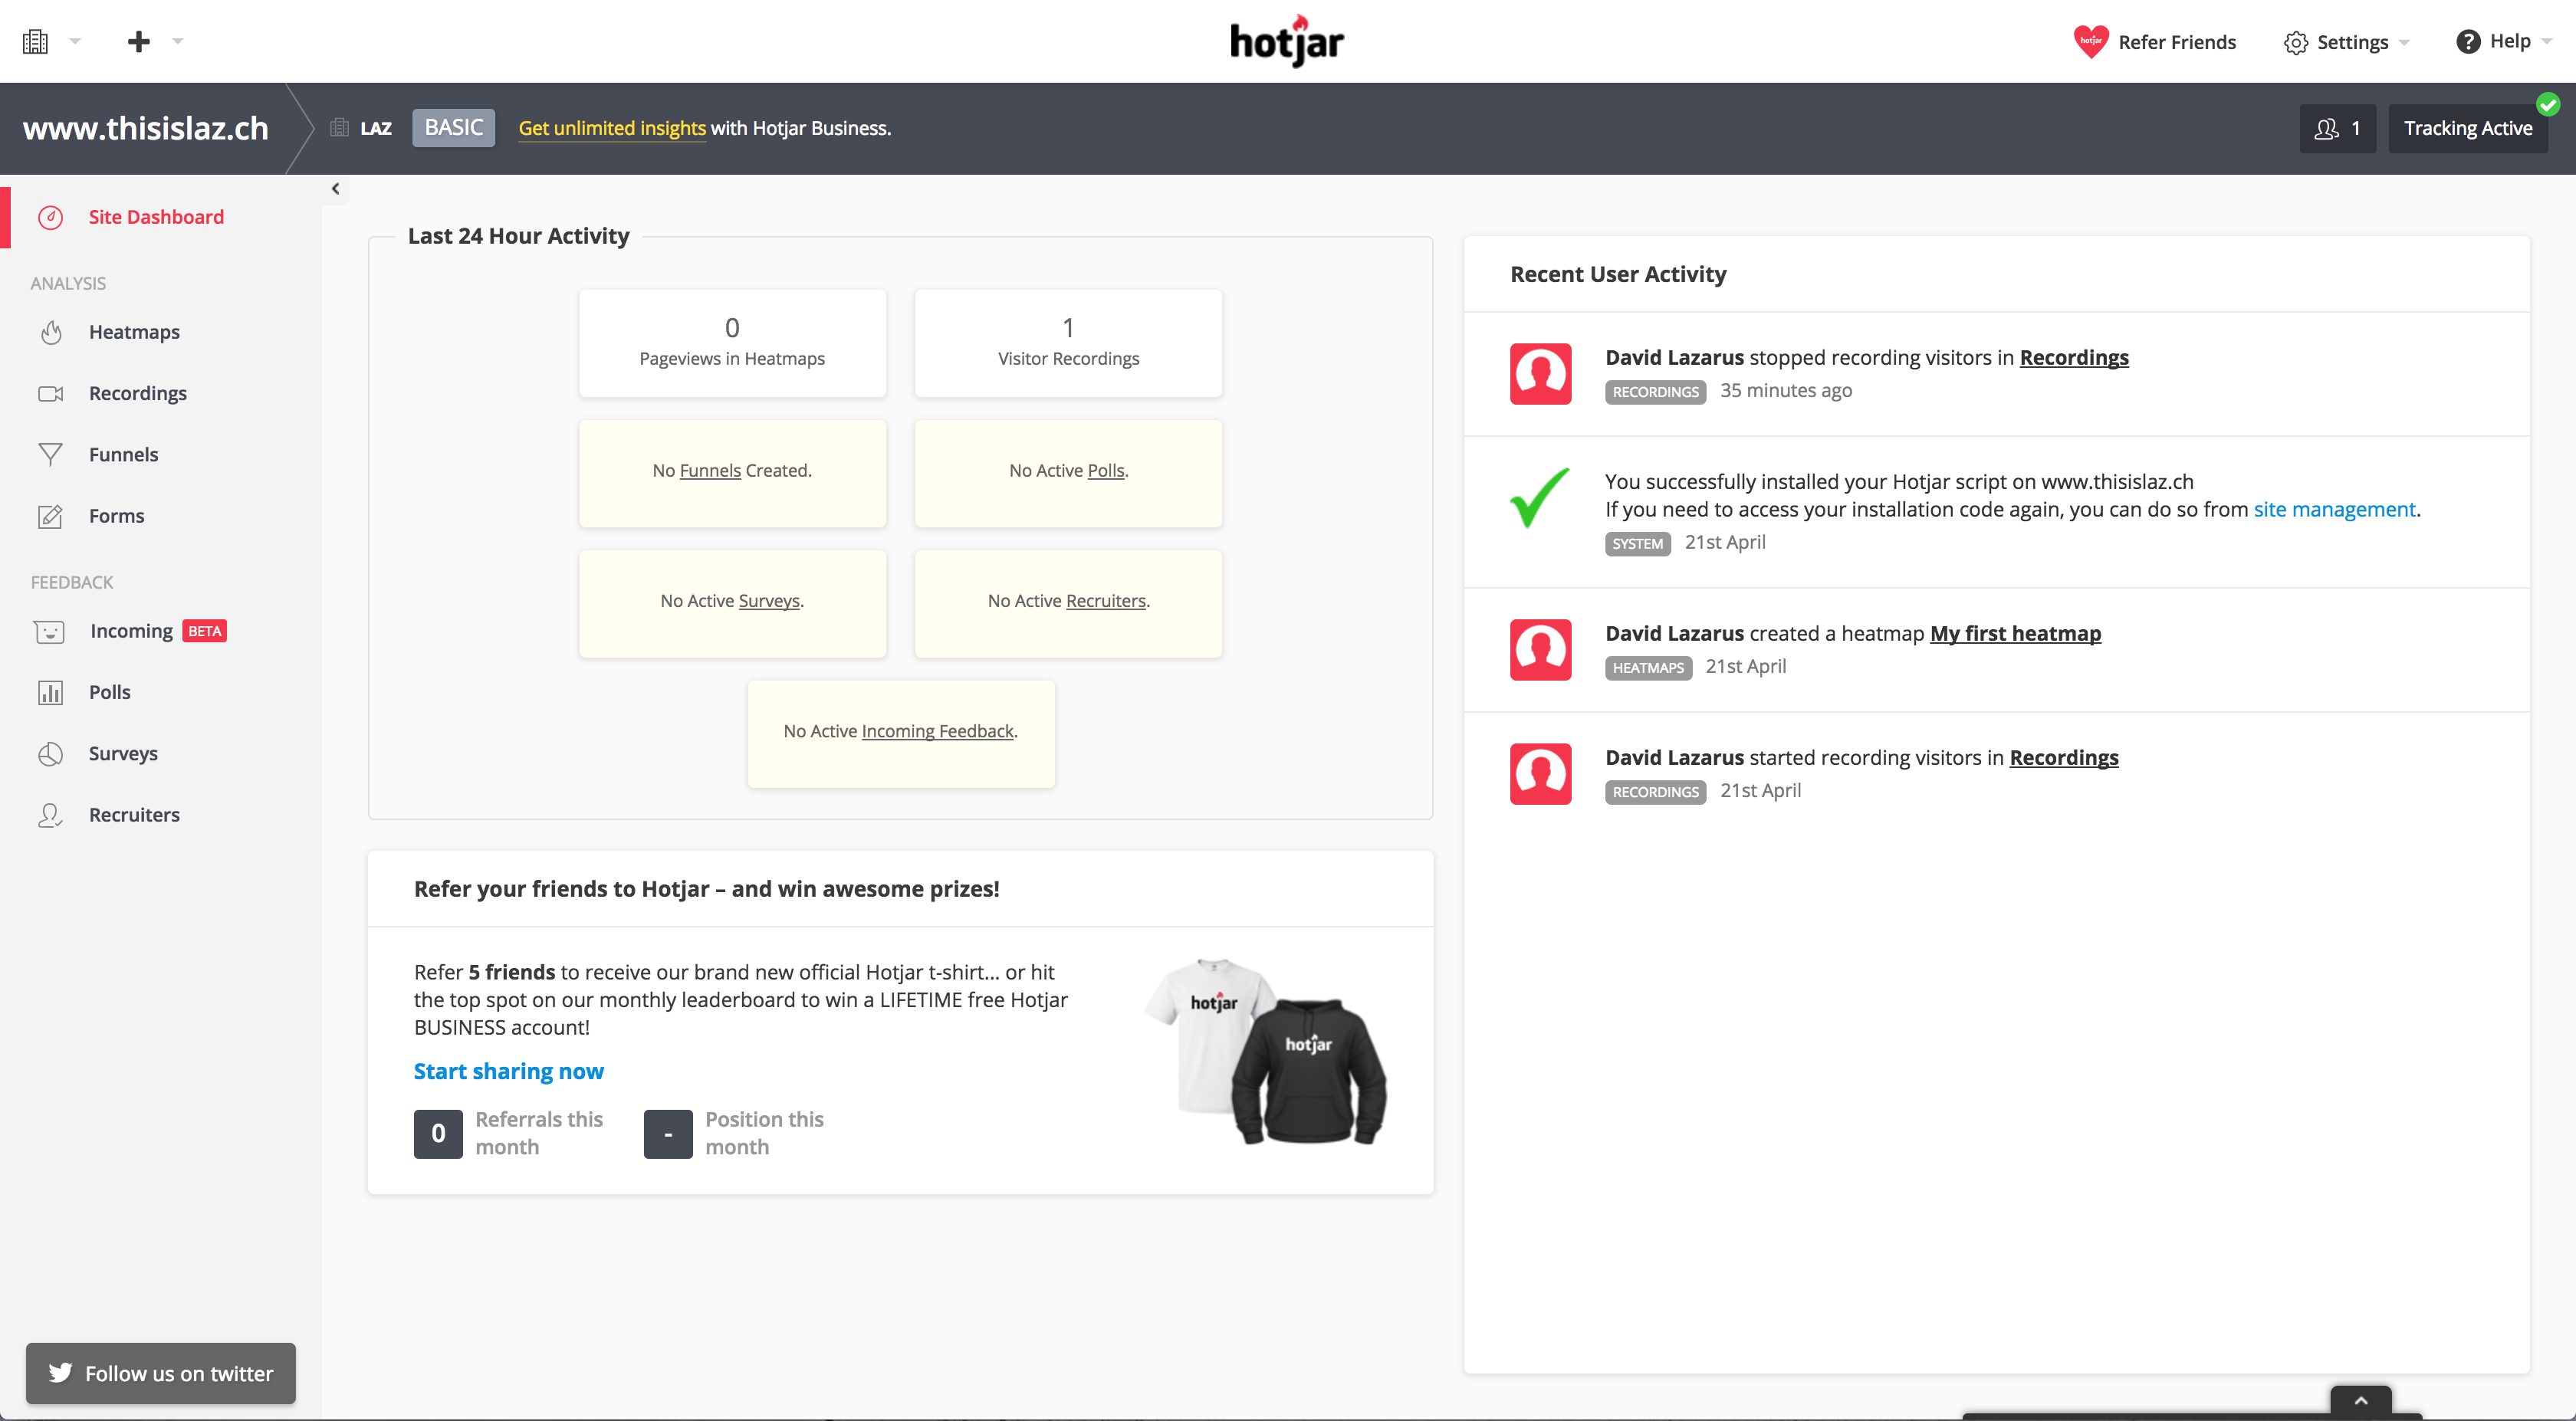 hotjar
hotjar
Refer Friends
Settings
Help
www.thisislaz.ch
LAZ
BASIC
Get unlimited insights with Hotjar Business.
1
Tracking Active
Site Dashboard
ANALYSIS
Heatmaps
Recordings
Funnels
Forms
FEEDBACK
Incoming BETA
Polls
Surveys
Recruiters
Follow us on twitter
Last 24 Hour Activity
0
Pageviews in Heatmaps
1
Visitor Recordings
No Funnels Created.
No Active Polls.
No Active Surveys.
No Active Recruiters.
No Active Incoming Feedback.
Refer your friends to Hotjar – and win awesome prizes!
Refer 5 friends to receive our brand new official Hotjar t-shirt... or hit
the top spot on our monthly leaderboard to win a LIFETIME free Hotjar
BUSINESS account!
Start sharing now
0
Referrals this
month
-
Position this
month
hotjar
hotjar
Recent User Activity
David Lazarus stopped recording visitors in Recordings
RECORDINGS 35 minutes ago
You successfully installed your Hotjar script on www.thisislaz.ch
If you need to access your installation code again, you can do so from site management.
SYSTEM 21st April
David Lazarus created a heatmap My first heatmap
HEATMAPS 21st April
David Lazarus started recording visitors in Recordings
RECORDINGS 21st April